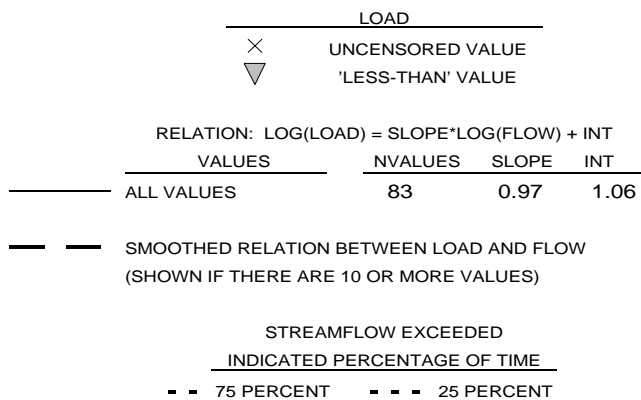 LOAD
UNCENSORED VALUE
'LESS-THAN' VALUE
RELATION: LOG(LOAD) = SLOPE*LOG(FLOW) + INT
VALUES NVALUES SLOPE INT
ALL VALUES 83 0.97 1.06
SMOOTHED RELATION BETWEEN LOAD AND FLOW
(SHOWN IF THERE ARE 10 OR MORE VALUES)
STREAMFLOW EXCEEDED
INDICATED PERCENTAGE OF TIME
75 PERCENT 25 PERCENT